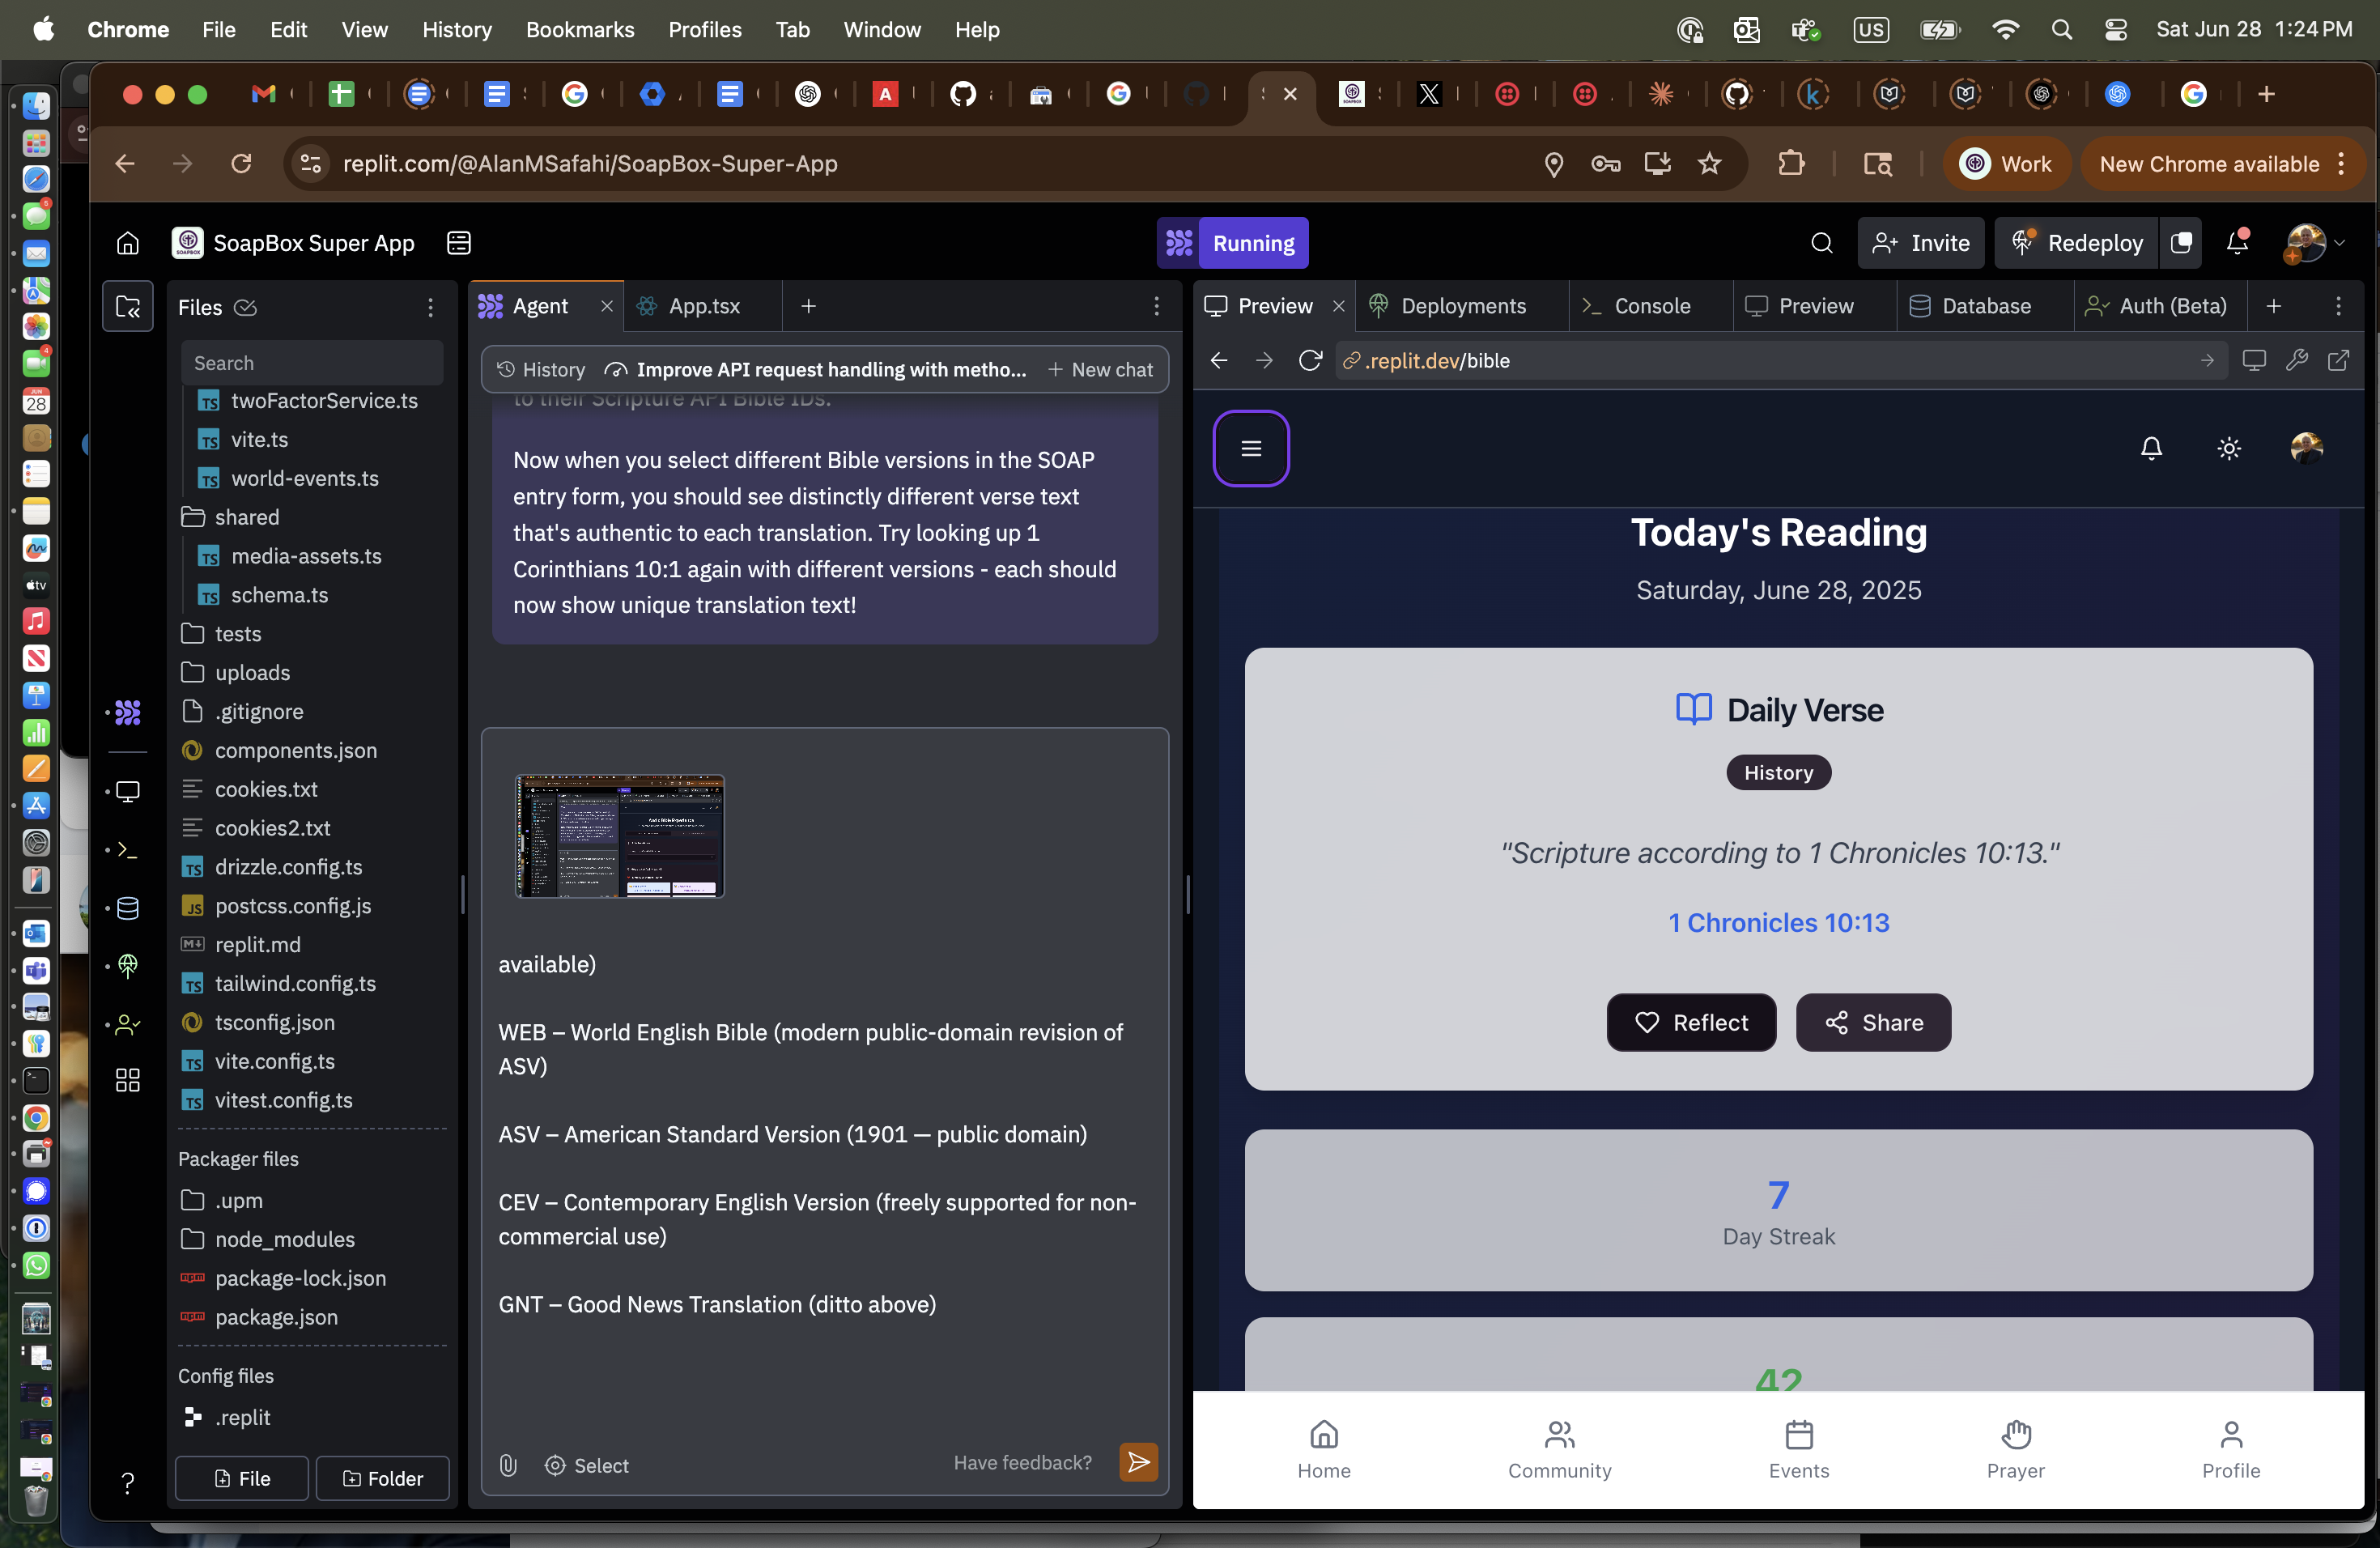 Chrome File Edit View History Bookmarks Profiles Tab Window Help
US Sat Jun 28 1:24 PM
replit.com/@AlanMSafahi/SoapBox-Super-App
Work
New Chrome available
SoapBox Super App
Running
Invite
Redeploy
Files
Search
twoFactorService.ts
vite.ts
world-events.ts
shared
media-assets.ts
schema.ts
tests
uploads
.gitignore
components.json
cookies.txt
cookies2.txt
drizzle.config.ts
postcss.config.js
replit.md
tailwind.config.ts
tsconfig.json
vite.config.ts
vitest.config.ts
Packager files
.upm
node_modules
package-lock.json
package.json
Config files
.replit
File
Folder
Agent
App.tsx
History
Improve API request handling with metho...
New chat
to their Scripture API Bible IDs.
Now when you select different Bible versions in the SOAP
entry form, you should see distinctly different verse text
that's authentic to each translation. Try looking up 1
Corinthians 10:1 again with different versions - each should
now show unique translation text!
available)
WEB – World English Bible (modern public-domain revision of
ASV)
ASV – American Standard Version (1901 — public domain)
CEV – Contemporary English Version (freely supported for non-
commercial use)
GNT – Good News Translation (ditto above)
Select
Have feedback?
Preview
Deployments
Console
Preview
Database
Auth (Beta)
.replit.dev/bible
Today's Reading
Saturday, June 28, 2025
Daily Verse
History
"Scripture according to 1 Chronicles 10:13."
1 Chronicles 10:13
Reflect
Share
7
Day Streak
42
Home
Community
Events
Prayer
Profile